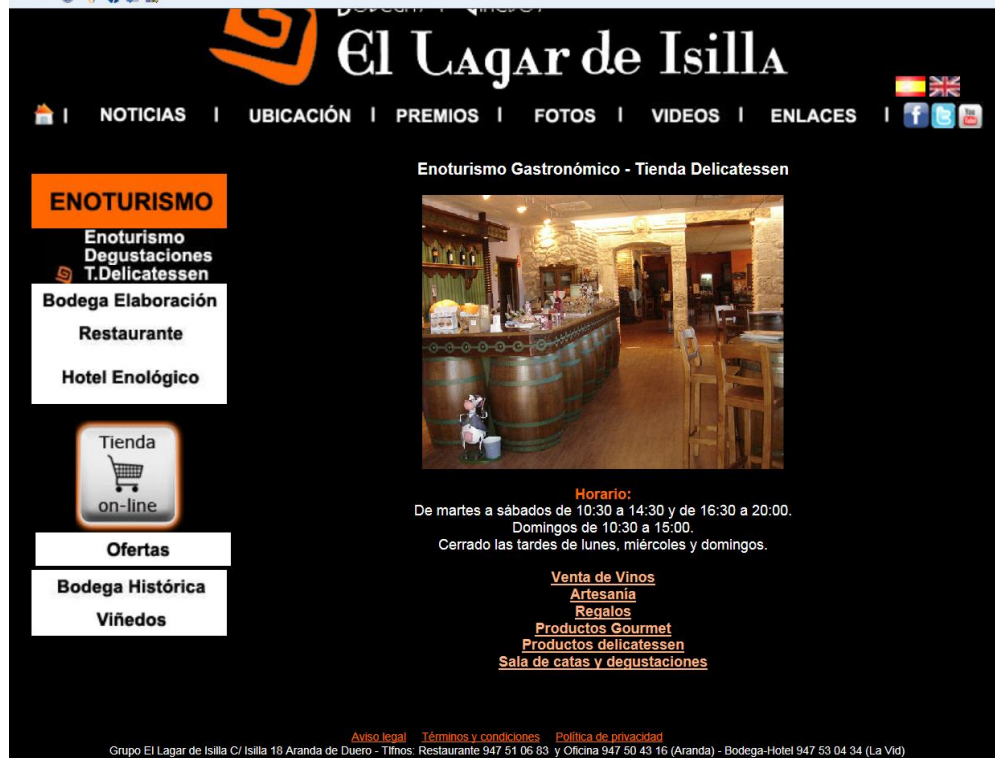 El Lagar de Isilla
NOTICIAS | UBICACIÓN | PREMIOS | FOTOS | VIDEOS | ENLACES
Enoturismo Gastronómico - Tienda Delicatessen
ENOTURISMO
Enoturismo
Degustaciones
T.Delicatessen
Bodega Elaboración
Restaurante
Hotel Enológico
Tienda
on-line
Ofertas
Bodega Histórica
Viñedos
Horario:
De martes a sábados de 10:30 a 14:30 y de 16:30 a 20:00.
Domingos de 10:30 a 15:00.
Cerrado las tardes de lunes, miércoles y domingos.
Venta de Vinos
Artesanía
Regalos
Productos Gourmet
Productos delicatessen
Sala de catas y degustaciones
Aviso legal Términos y condiciones Política de privacidad
Grupo El Lagar de Isilla C/ Isilla 18 Aranda de Duero - Tlfnos: Restaurante 947 51 06 83 y Oficina 947 50 43 16 (Aranda) - Bodega-Hotel 947 53 04 34 (La Vid)